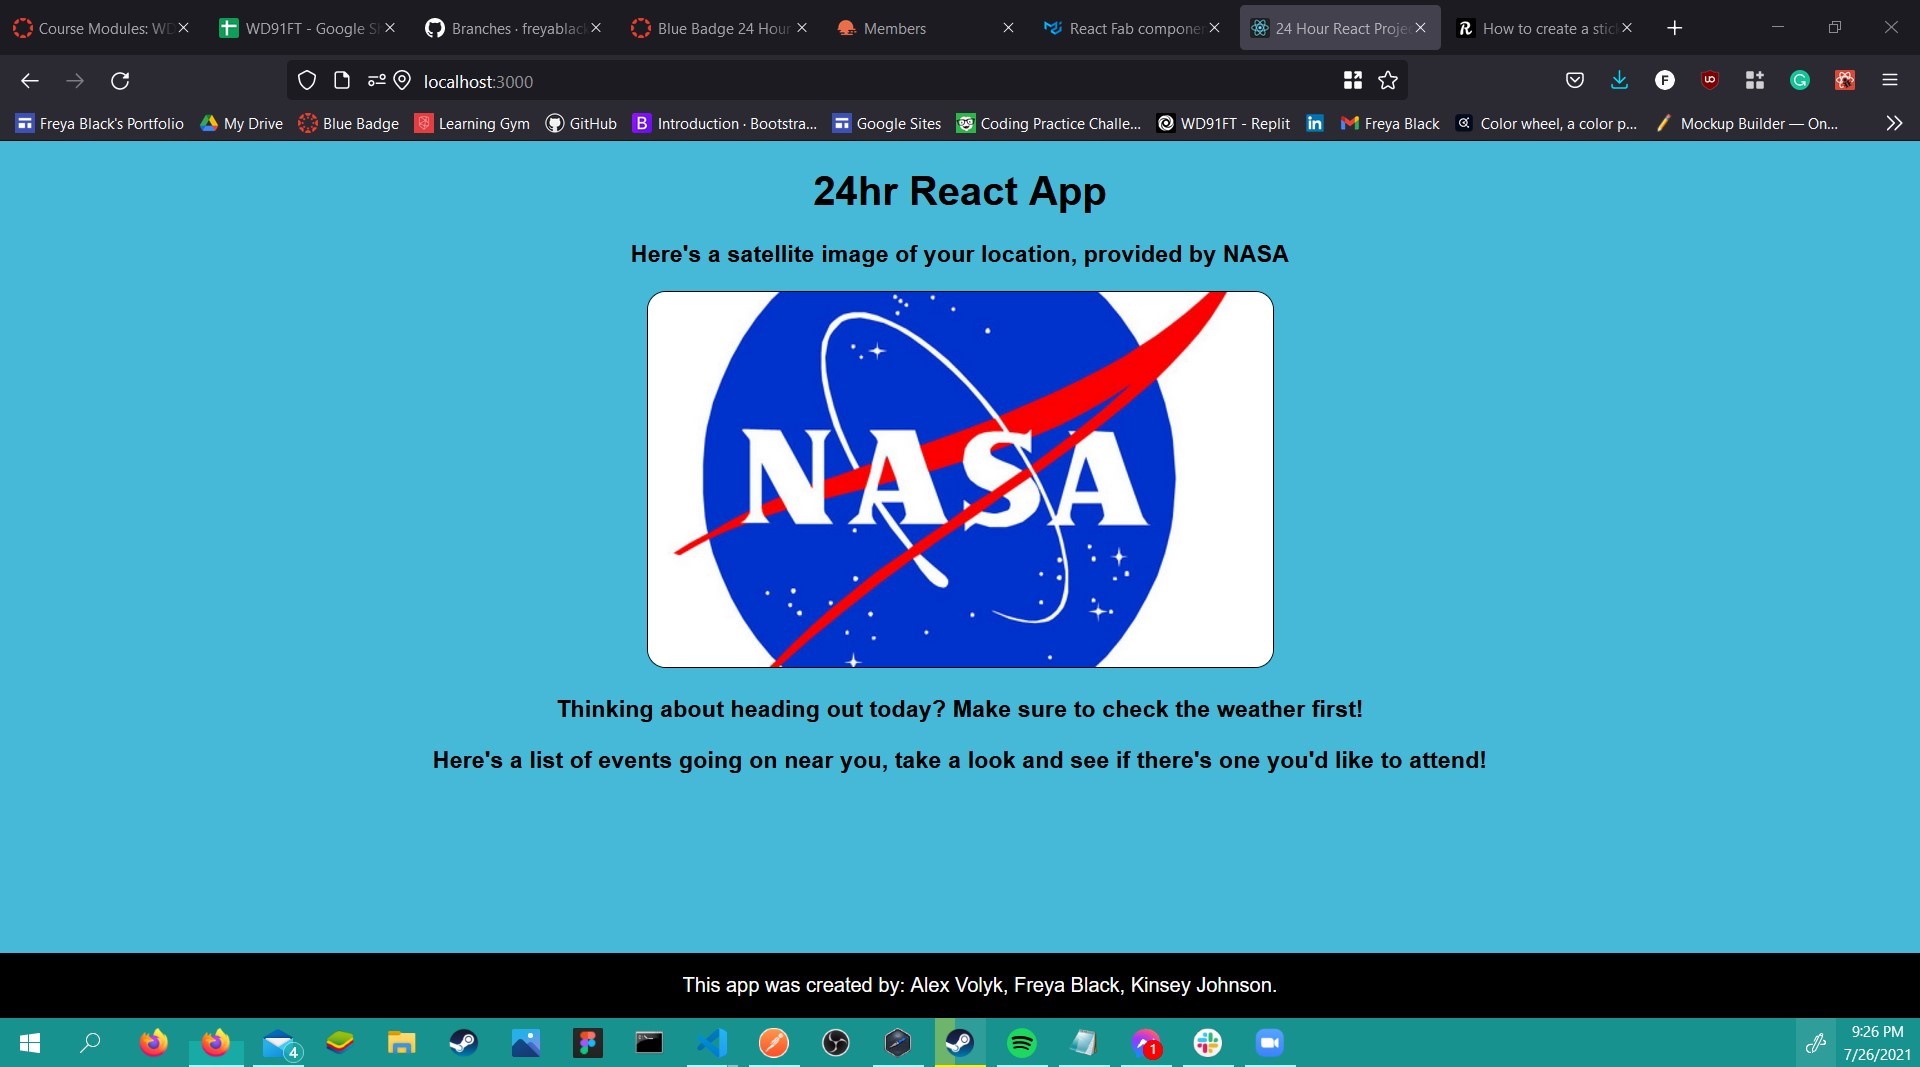 Course Modules: WD
WD91FT - Google S
Branches · freyablac
Blue Badge 24 Hour
Members
React Fab compone
24 Hour React Proje
How to create a stic
localhost:3000
Freya Black's Portfolio
My Drive
Blue Badge
Learning Gym
GitHub
Introduction · Bootstra...
Google Sites
Coding Practice Challe...
WD91FT - Replit
Freya Black
Color wheel, a color p...
Mockup Builder — On...
24hr React App
Here's a satellite image of your location, provided by NASA
NASA
Thinking about heading out today? Make sure to check the weather first!
Here's a list of events going on near you, take a look and see if there's one you'd like to attend!
This app was created by: Alex Volyk, Freya Black, Kinsey Johnson.
4
1
9:26 PM
7/26/2021